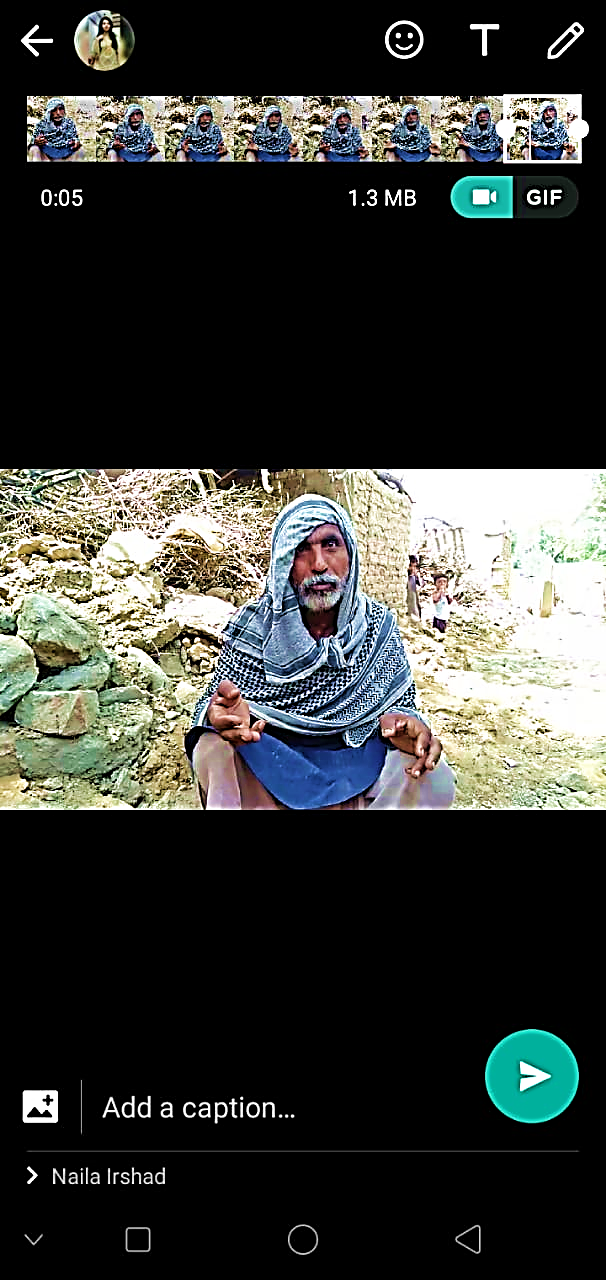 T
0:05 1.3 MB GIF
Add a caption...
Naila Irshad